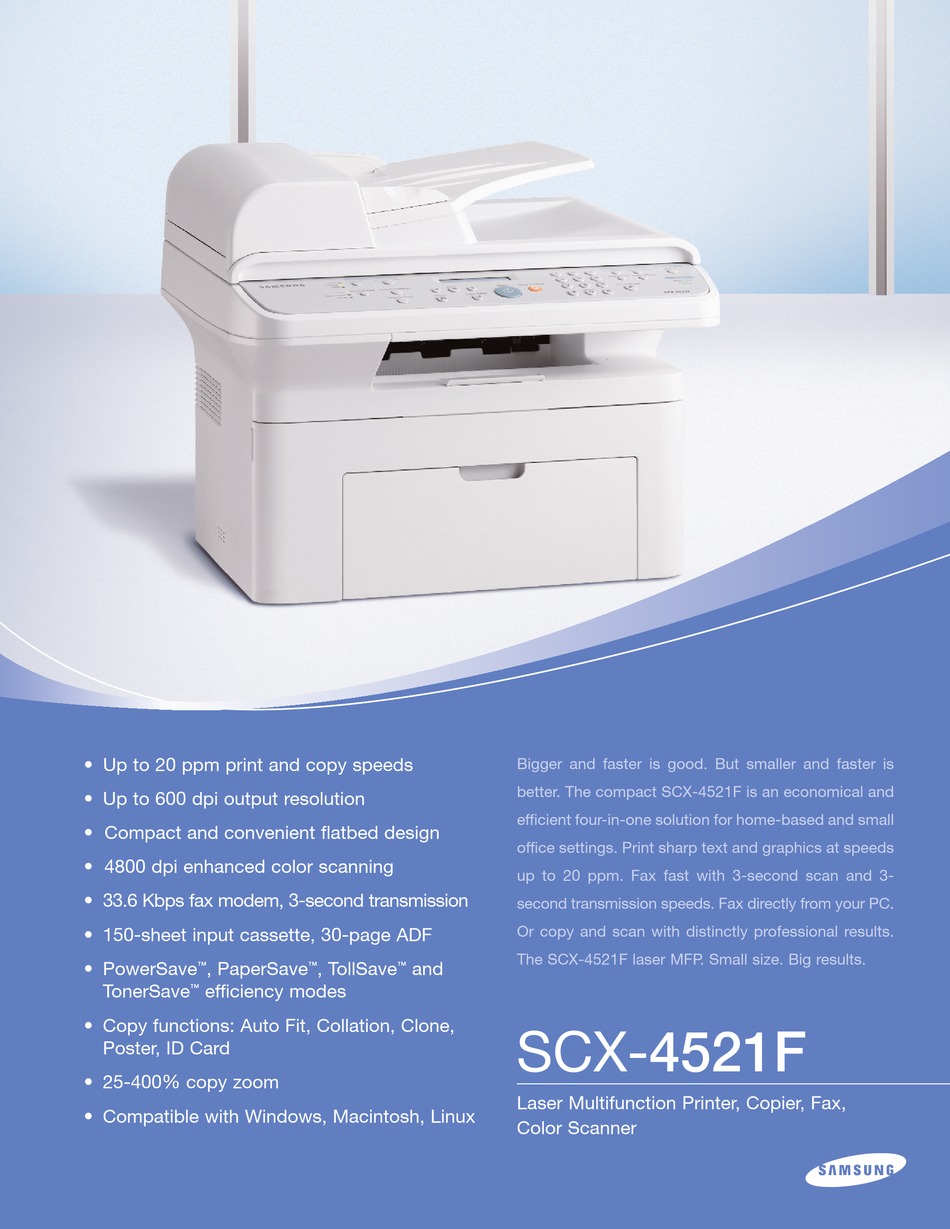 SAMSUNG
• Up to 20 ppm print and copy speeds
• Up to 600 dpi output resolution
• Compact and convenient flatbed design
• 4800 dpi enhanced color scanning
• 33.6 Kbps fax modem, 3-second transmission
• 150-sheet input cassette, 30-page ADF
• PowerSave™, PaperSave™, TollSave™ and
TonerSave™ efficiency modes
• Copy functions: Auto Fit, Collation, Clone,
Poster, ID Card
• 25-400% copy zoom
• Compatible with Windows, Macintosh, Linux
Bigger and faster is good. But smaller and faster is
better. The compact SCX-4521F is an economical and
efficient four-in-one solution for home-based and small
office settings. Print sharp text and graphics at speeds
up to 20 ppm. Fax fast with 3-second scan and 3-
second transmission speeds. Fax directly from your PC.
Or copy and scan with distinctly professional results.
The SCX-4521F laser MFP. Small size. Big results.
SCX-4521F
Laser Multifunction Printer, Copier, Fax,
Color Scanner
SAMSUNG